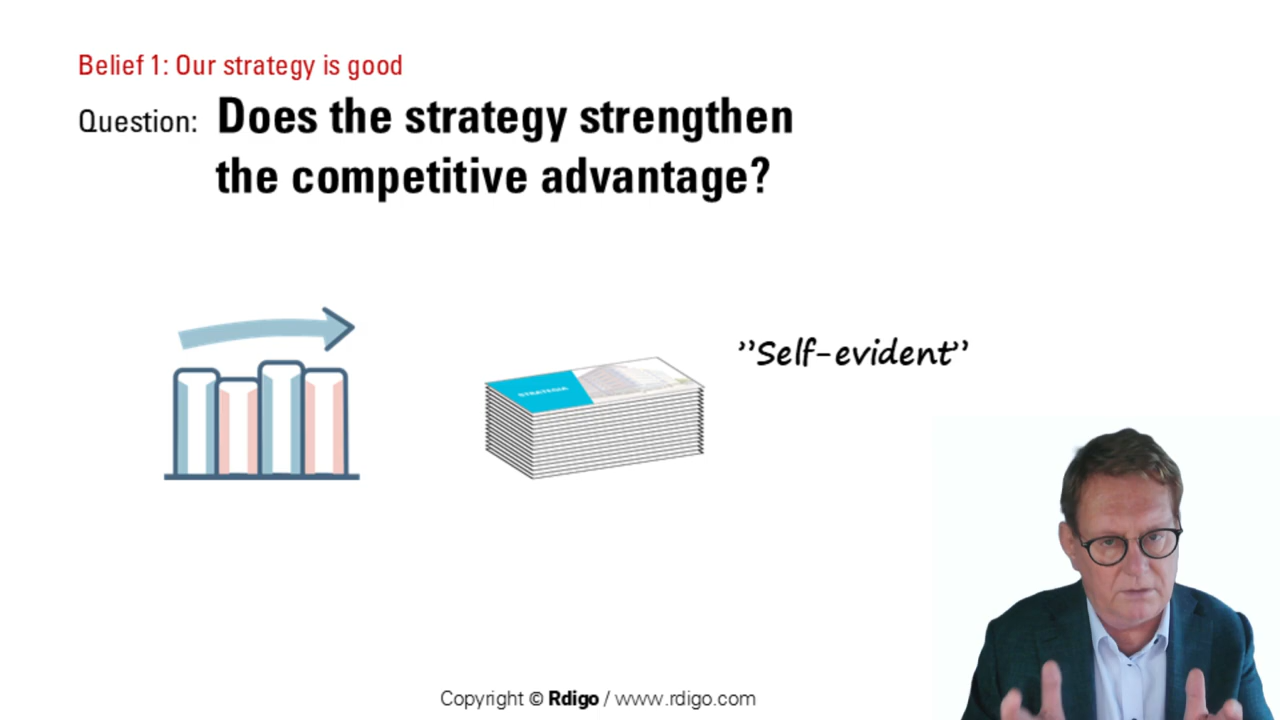 Belief 1: Our strategy is good
Question: Does the strategy strengthen
the competitive advantage?
STRATEGIA
”Self-evident”
Copyright © Rdigo / www.rdigo.com